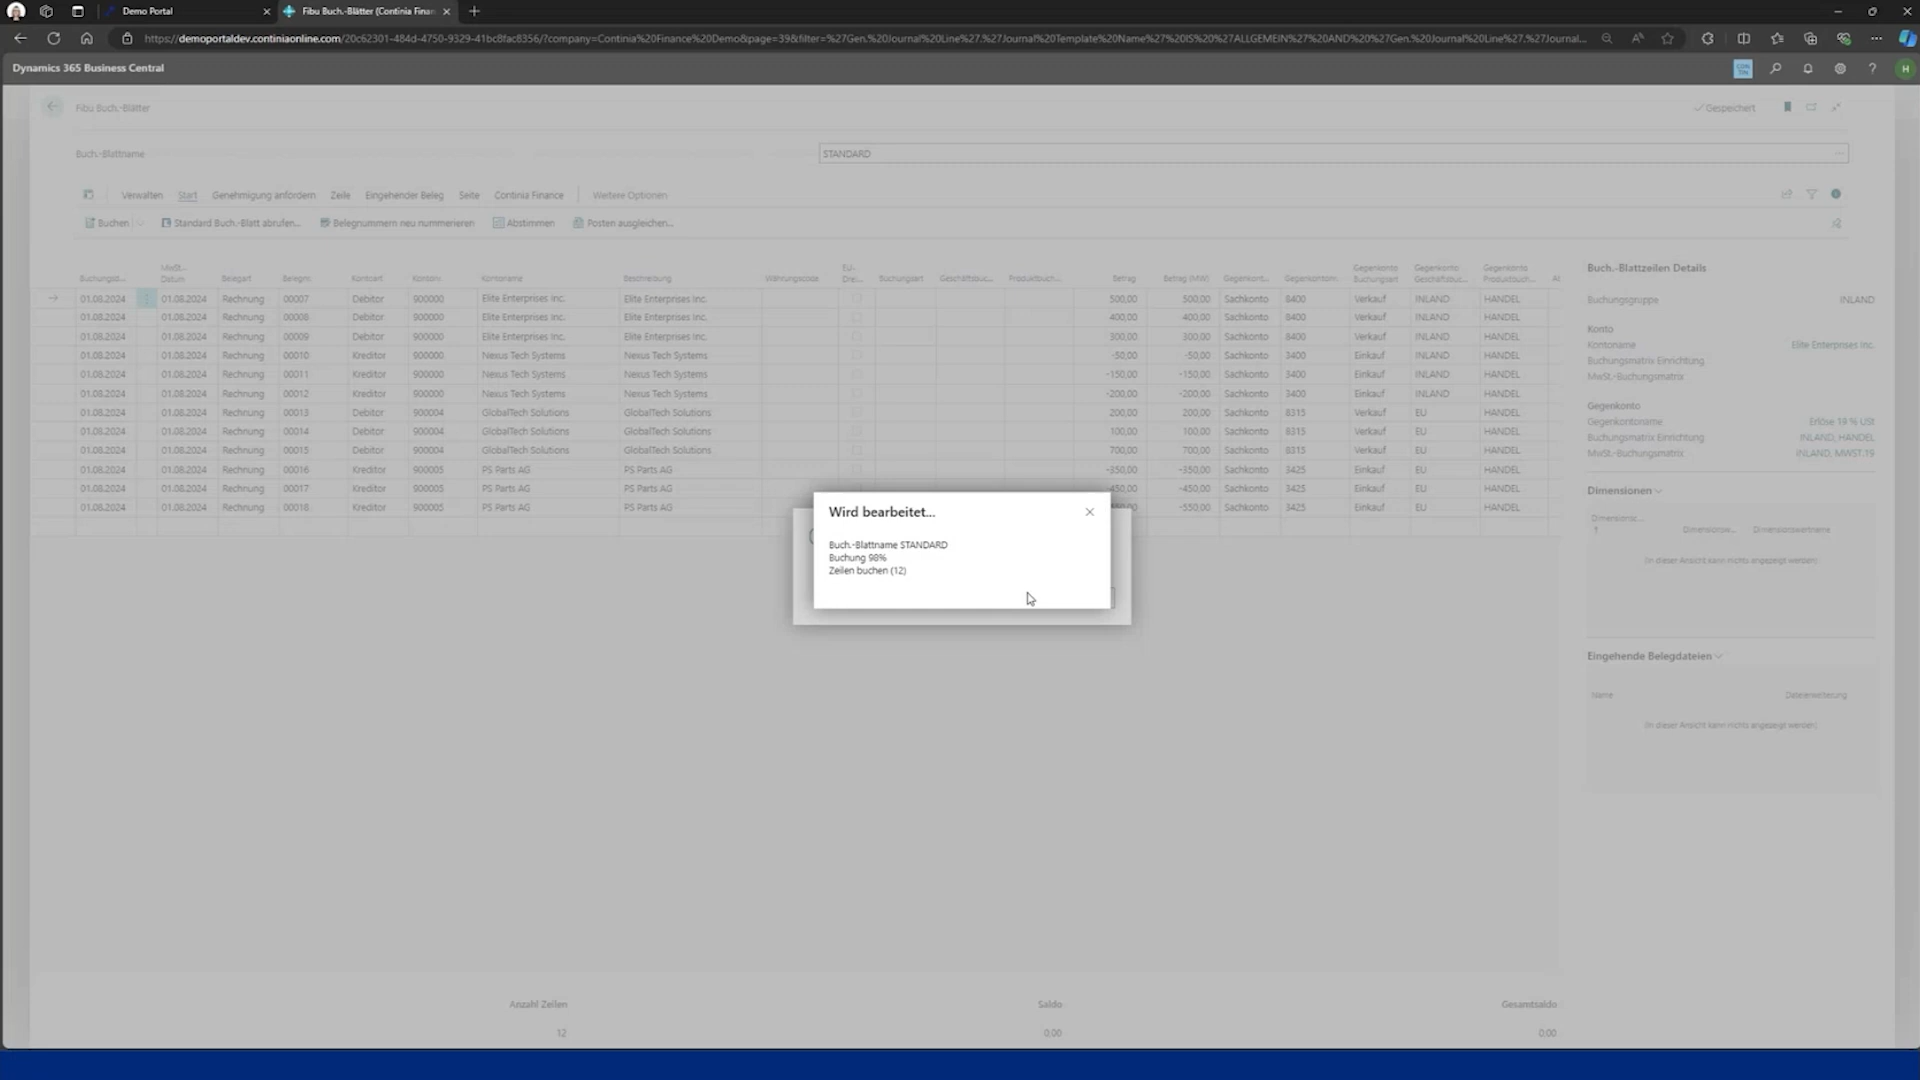 Demo Portal
Fibu Buch.-Blätter (Continia Finan
https://demoportaldev.continiaonline.com/20c62301-484d-4750-9329-41bc8fac8356/?company=Continia%20Finance%20Demo&page=39&filter=%27Gen.%20Journal%20Line%27.%27Journal%20Template%20Name%27%20IS%20%27ALLGEMEIN%27%20AND%20%27Gen.%20Journal%20Line%27.%27Journal...
Dynamics 365 Business Central
H
Fibu Buch.-Blätter
Gespeichert
Buch.-Blattname
STANDARD
Verwalten Start Genehmigung anfordern Zeile Eingehender Beleg Seite Continia Finance Weitere Optionen
Buchen Standard Buch.-Blatt abrufen... Belegnummern neu nummerieren Abstimmen Posten ausgleichen...
Buchungsd... MwSt.-Datum Belegart Belegnr. Kontoart Kontonr. Kontoname Beschreibung Währungscode EU-Drei... Buchungsart Geschäftsbuc... Produktbuch... Betrag Betrag (MW) Gegenkont... Gegenkontonr. Gegenkonto Buchungsart Gegenkonto Geschäftsbuc... Gegenkonto Produktbuch...
01.08.2024 01.08.2024 Rechnung 00007 Debitor 900000 Elite Enterprises Inc. Elite Enterprises Inc. 500,00 500,00 Sachkonto 8400 Verkauf INLAND HANDEL
01.08.2024 01.08.2024 Rechnung 00008 Debitor 900000 Elite Enterprises Inc. Elite Enterprises Inc. 400,00 400,00 Sachkonto 8400 Verkauf INLAND HANDEL
01.08.2024 01.08.2024 Rechnung 00009 Debitor 900000 Elite Enterprises Inc. Elite Enterprises Inc. 300,00 300,00 Sachkonto 8400 Verkauf INLAND HANDEL
01.08.2024 01.08.2024 Rechnung 00010 Kreditor 900000 Nexus Tech Systems Nexus Tech Systems -50,00 -50,00 Sachkonto 3400 Einkauf INLAND HANDEL
01.08.2024 01.08.2024 Rechnung 00011 Kreditor 900000 Nexus Tech Systems Nexus Tech Systems -150,00 -150,00 Sachkonto 3400 Einkauf INLAND HANDEL
01.08.2024 01.08.2024 Rechnung 00012 Kreditor 900000 Nexus Tech Systems Nexus Tech Systems -200,00 -200,00 Sachkonto 3400 Einkauf INLAND HANDEL
01.08.2024 01.08.2024 Rechnung 00013 Debitor 900004 GlobalTech Solutions GlobalTech Solutions 200,00 200,00 Sachkonto 8315 Verkauf EU HANDEL
01.08.2024 01.08.2024 Rechnung 00014 Debitor 900004 GlobalTech Solutions GlobalTech Solutions 100,00 100,00 Sachkonto 8315 Verkauf EU HANDEL
01.08.2024 01.08.2024 Rechnung 00015 Debitor 900004 GlobalTech Solutions GlobalTech Solutions 700,00 700,00 Sachkonto 8315 Verkauf EU HANDEL
01.08.2024 01.08.2024 Rechnung 00016 Kreditor 900005 PS Parts AG PS Parts AG -350,00 -350,00 Sachkonto 3425 Einkauf EU HANDEL
01.08.2024 01.08.2024 Rechnung 00017 Kreditor 900005 PS Parts AG PS Parts AG -450,00 -450,00 Sachkonto 3425 Einkauf EU HANDEL
01.08.2024 01.08.2024 Rechnung 00018 Kreditor 900005 PS Parts AG PS Parts AG -550,00 Sachkonto 3425 Einkauf EU HANDEL
Wird bearbeitet...
Buch.-Blattname STANDARD
Buchung 98%
Zeilen buchen (12)
Buch.-Blattzeilen Details
Buchungsgruppe INLAND
Konto
Kontoname Elite Enterprises Inc.
Buchungsmatrix Einrichtung
MwSt.-Buchungsmatrix
Gegenkonto
Gegenkontoname Erlöse 19 % USt
Buchungsmatrix Einrichtung INLAND, HANDEL
MwSt.-Buchungsmatrix INLAND, MWST.19
Dimensionen
Dimensionsc... Dimensionsw... Dimensionswertname
(In dieser Ansicht kann nichts angezeigt werden)
Eingehende Belegdateien
Name Dateierweiterung
(In dieser Ansicht kann nichts angezeigt werden)
Anzahl Zeilen Saldo Gesamtsaldo
12 0,00 0,00